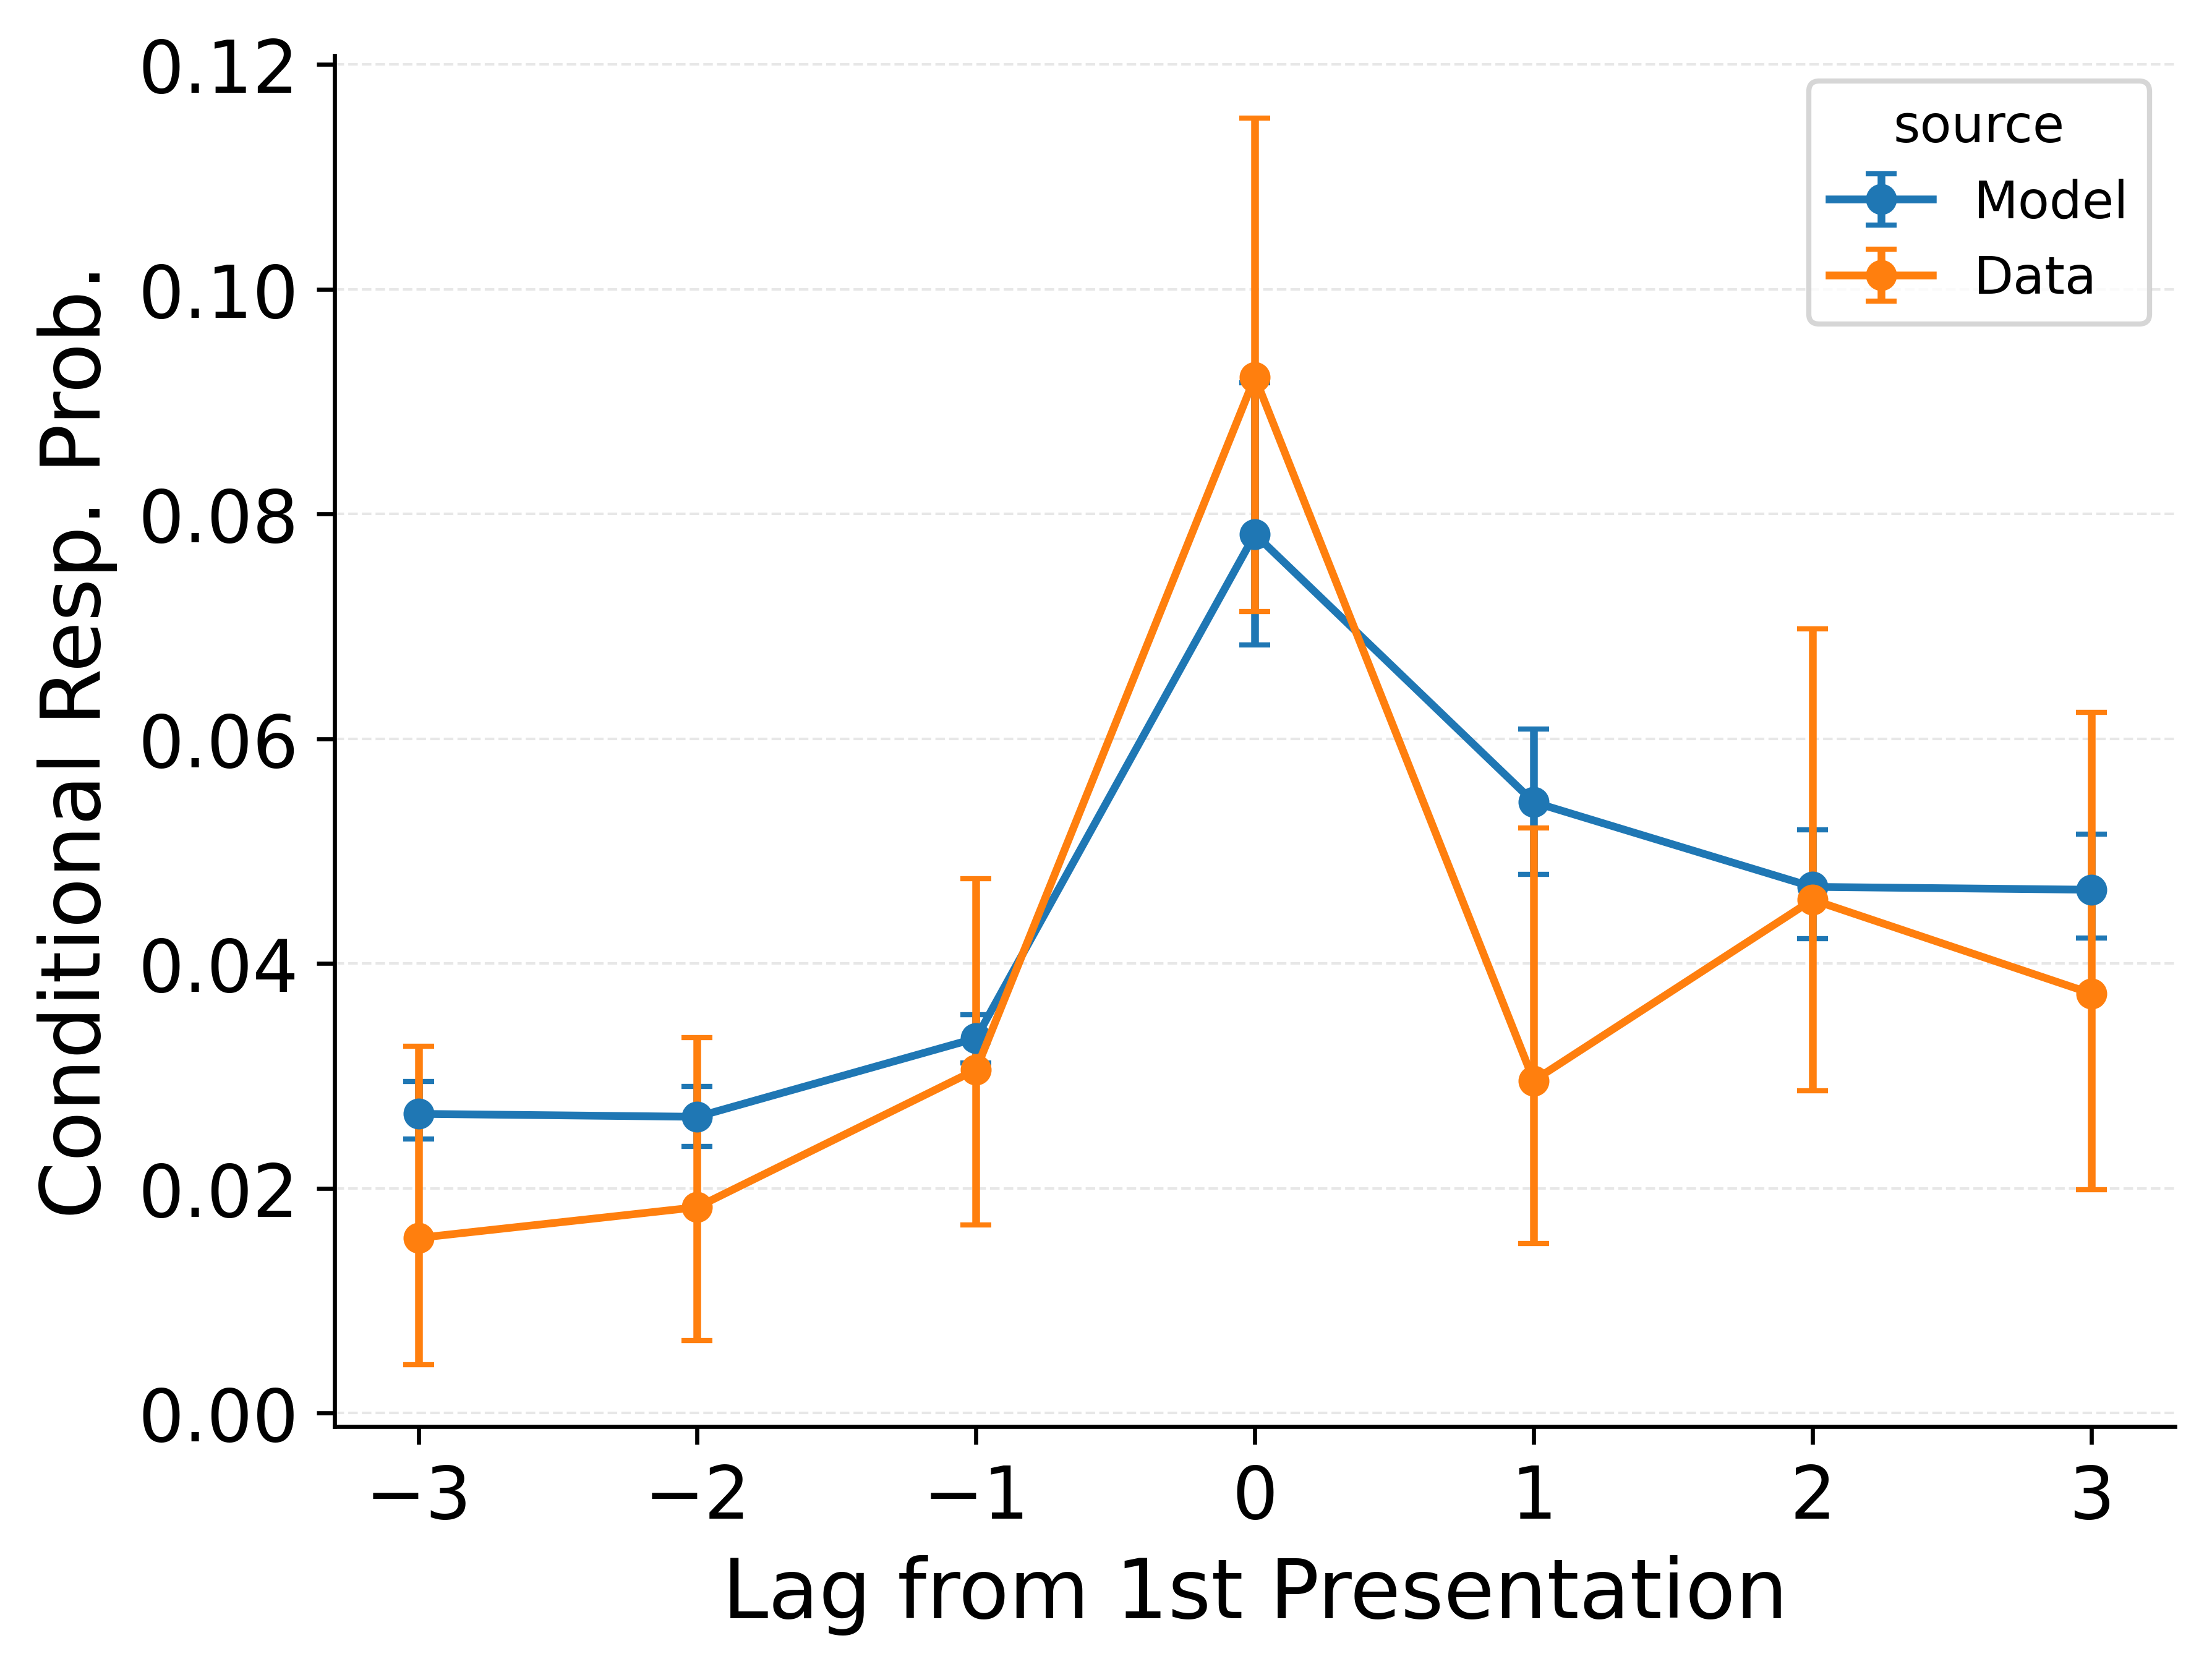 0.12
0.10
0.08
0.06
0.04
0.02
0.00
Conditional Resp. Prob.
source
Model
Data
−3 −2 −1 0 1 2 3
Lag from 1st Presentation